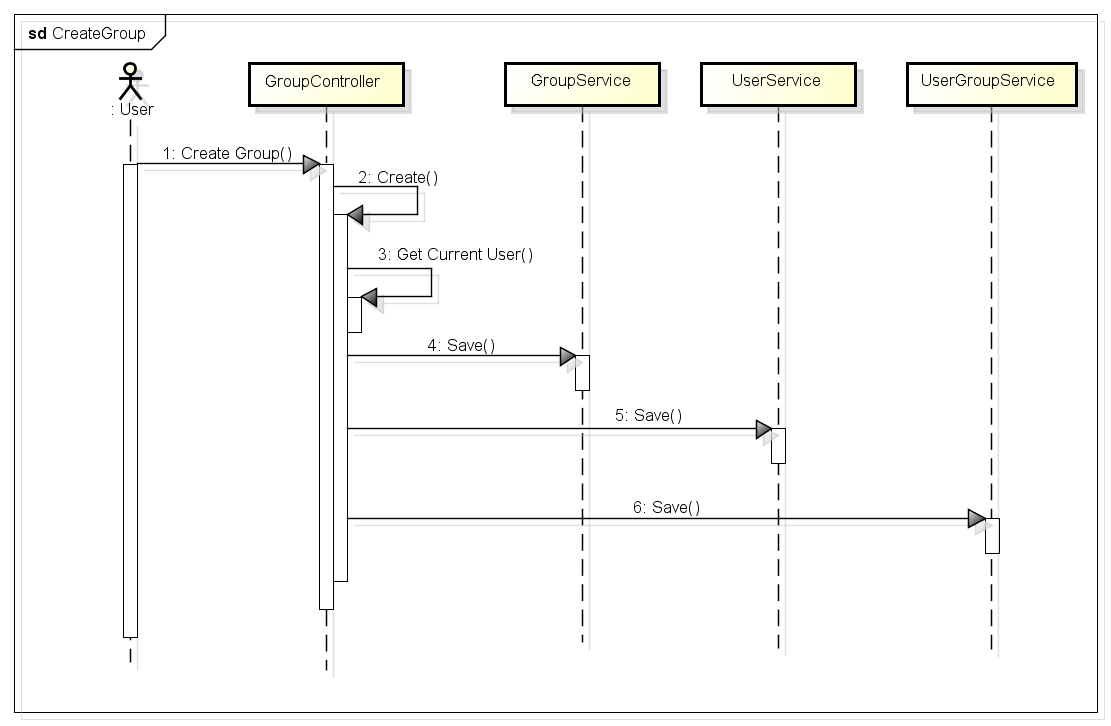 sd CreateGroup
: User
GroupController
GroupService
UserService
UserGroupService
1: Create Group()
2: Create()
3: Get Current User()
4: Save()
5: Save()
6: Save()